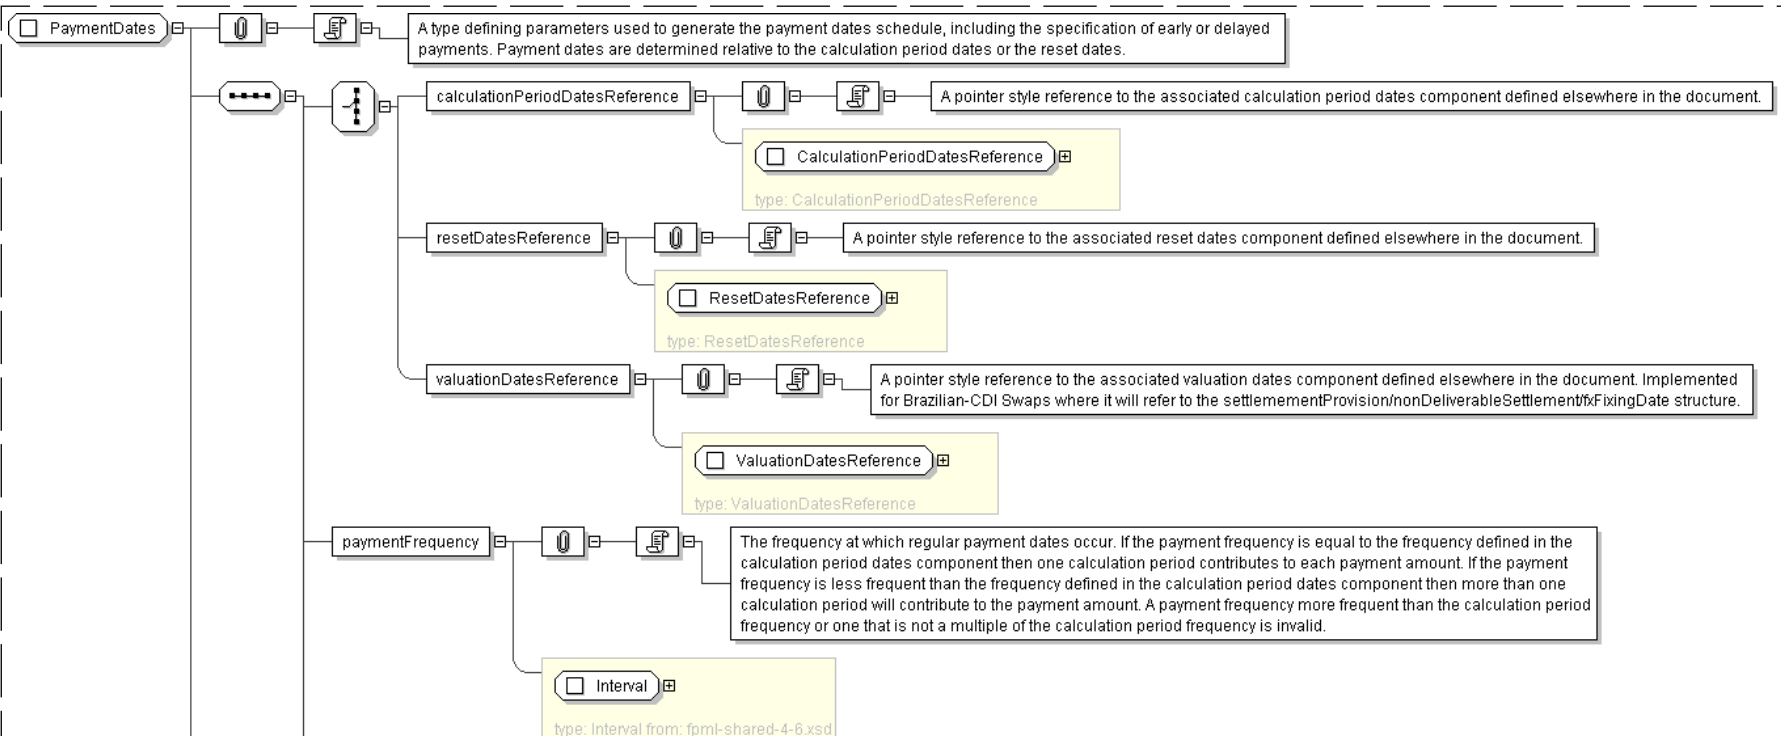 PaymentDates
A type defining parameters used to generate the payment dates schedule, including the specification of early or delayed
payments. Payment dates are determined relative to the calculation period dates or the reset dates.
calculationPeriodDatesReference
A pointer style reference to the associated calculation period dates component defined elsewhere in the document.
CalculationPeriodDatesReference
type: CalculationPeriodDatesReference
resetDatesReference
A pointer style reference to the associated reset dates component defined elsewhere in the document.
ResetDatesReference
type: ResetDatesReference
valuationDatesReference
A pointer style reference to the associated valuation dates component defined elsewhere in the document. Implemented
for Brazilian-CDI Swaps where it will refer to the settlemementProvision/nonDeliverableSettlement/fxFixingDate structure.
ValuationDatesReference
type: ValuationDatesReference
paymentFrequency
The frequency at which regular payment dates occur. If the payment frequency is equal to the frequency defined in the
calculation period dates component then one calculation period contributes to each payment amount. If the payment
frequency is less frequent than the frequency defined in the calculation period dates component then more than one
calculation period will contribute to the payment amount. A payment frequency more frequent than the calculation period
frequency or one that is not a multiple of the calculation period frequency is invalid.
Interval
type: Interval from: fpml-shared-4-6.xsd